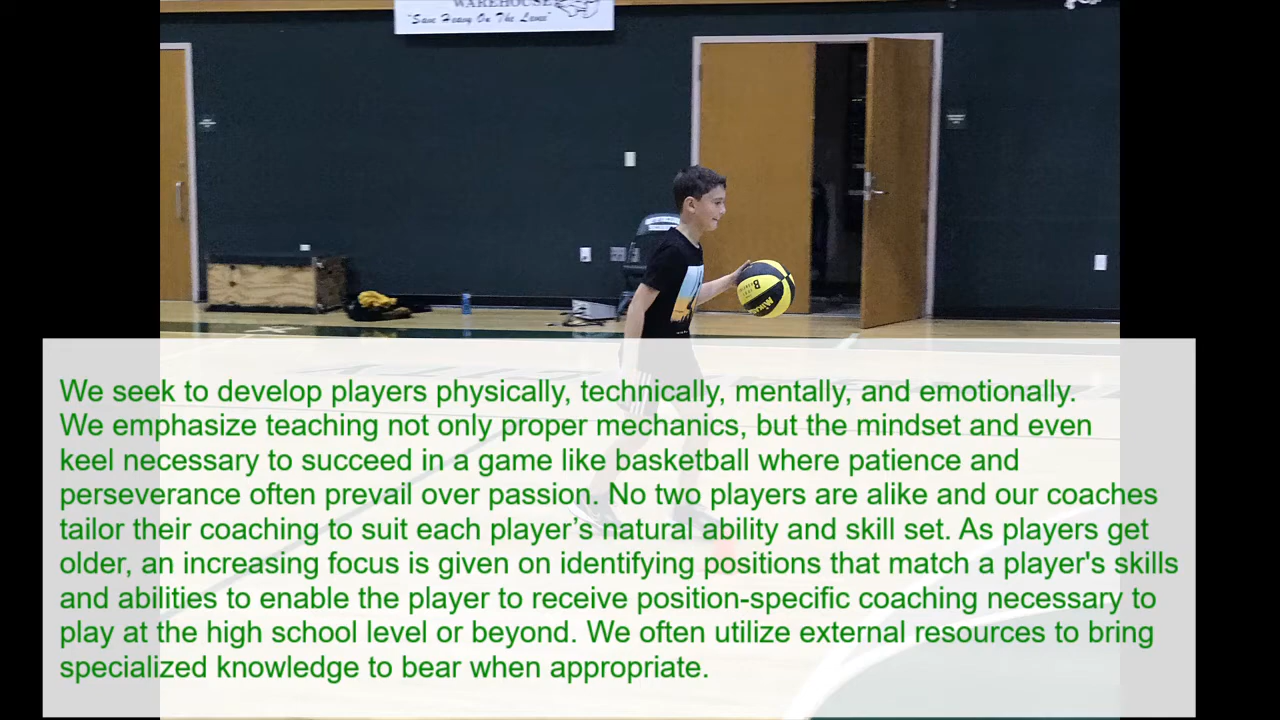 WAREHOUSE
"Save Heavy On The Lumer"
We seek to develop players physically, technically, mentally, and emotionally.
We emphasize teaching not only proper mechanics, but the mindset and even
keel necessary to succeed in a game like basketball where patience and
perseverance often prevail over passion. No two players are alike and our coaches
tailor their coaching to suit each player’s natural ability and skill set. As players get
older, an increasing focus is given on identifying positions that match a player's skills
and abilities to enable the player to receive position-specific coaching necessary to
play at the high school level or beyond. We often utilize external resources to bring
specialized knowledge to bear when appropriate.